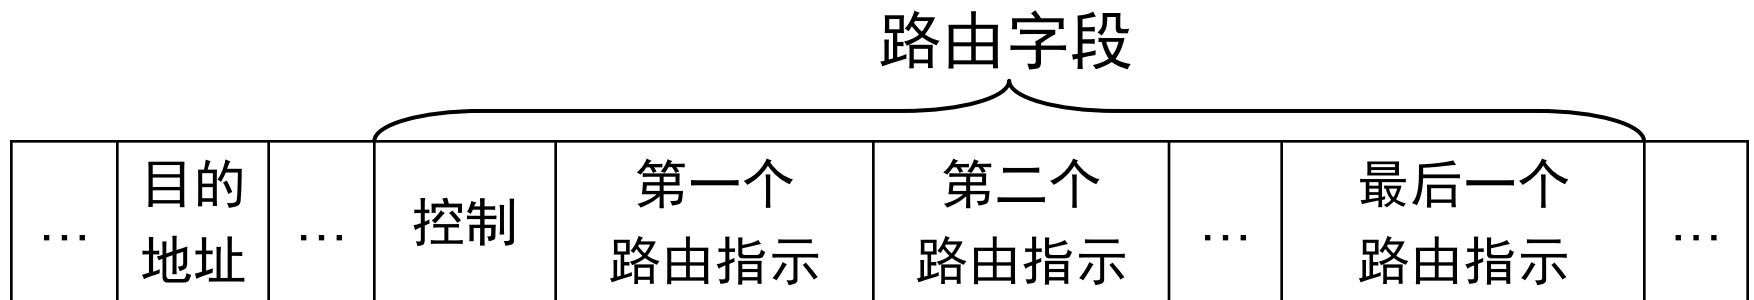 路由字段
…
目的
地址
…
控制
第一个
路由指示
第二个
路由指示
…
最后一个
路由指示
…